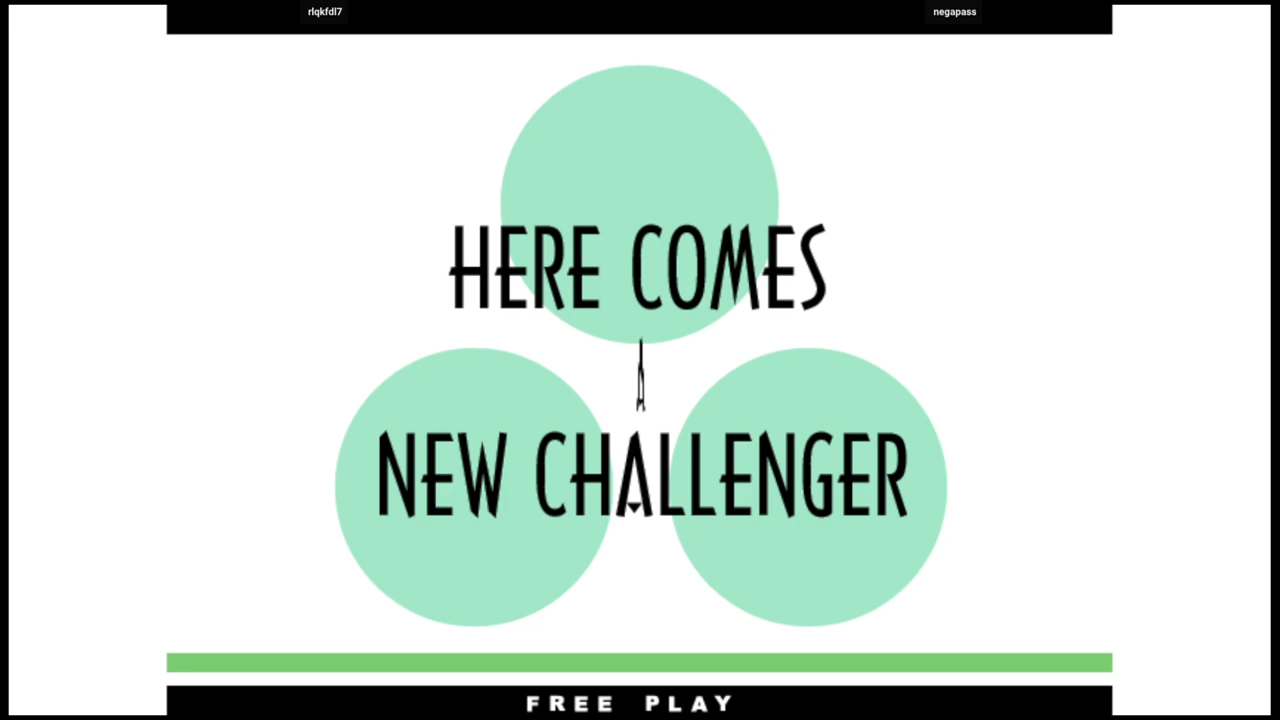 rlqkfdl7 negapass
HERE COMES
A
NEW CHALLENGER
FREE PLAY